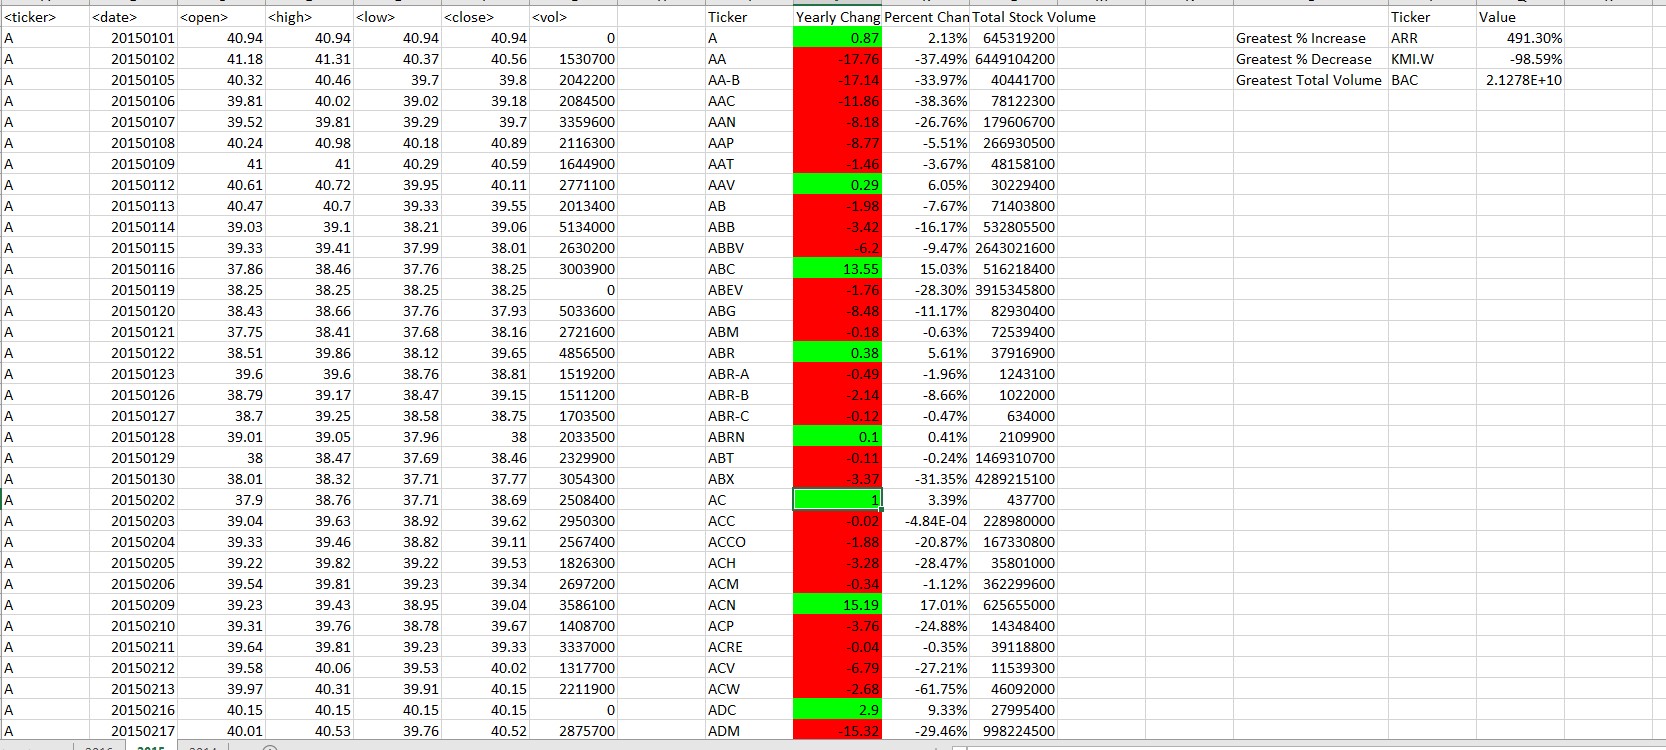 <ticker> <date> <open> <high> <low> <close> <vol> Ticker Yearly Chang Percent Chan Total Stock Volume Ticker Value
A 20150101 40.94 40.94 40.94 40.94 0 A 0.87 2.13% 645319200 Greatest % Increase ARR 491.30%
A 20150102 41.18 41.31 40.37 40.56 1530700 AA -17.76 -37.49% 6449104200 Greatest % Decrease KMI.W -98.59%
A 20150105 40.32 40.46 39.7 39.8 2042200 AA-B -17.14 -33.97% 40441700 Greatest Total Volume BAC 2.1278E+10
A 20150106 39.81 40.02 39.02 39.18 2084500 AAC -11.86 -38.36% 78122300
A 20150107 39.52 39.81 39.29 39.7 3359600 AAN -8.18 -26.76% 179606700
A 20150108 40.24 40.98 40.18 40.89 2116300 AAP -8.77 -5.51% 266930500
A 20150109 41 41 40.29 40.59 1644900 AAT -1.46 -3.67% 48158100
A 20150112 40.61 40.72 39.95 40.11 2771100 AAV 0.29 6.05% 30229400
A 20150113 40.47 40.7 39.33 39.55 2013400 AB -1.98 -7.67% 71403800
A 20150114 39.03 39.1 38.21 39.06 5134000 ABB -3.42 -16.17% 532805500
A 20150115 39.33 39.41 37.99 38.01 2630200 ABBV -6.2 -9.47% 2643021600
A 20150116 37.86 38.46 37.76 38.25 3003900 ABC 13.55 15.03% 516218400
A 20150119 38.25 38.25 38.25 38.25 0 ABEV -1.76 -28.30% 3915345800
A 20150120 38.43 38.66 37.76 37.93 5033600 ABG -8.48 -11.17% 82930400
A 20150121 37.75 38.41 37.68 38.16 2721600 ABM -0.18 -0.63% 72539400
A 20150122 38.51 39.86 38.12 39.65 4856500 ABR 0.38 5.61% 37916900
A 20150123 39.6 39.6 38.76 38.81 1519200 ABR-A -0.49 -1.96% 1243100
A 20150126 38.79 39.17 38.47 39.15 1511200 ABR-B -2.14 -8.66% 1022000
A 20150127 38.7 39.25 38.58 38.75 1703500 ABR-C -0.12 -0.47% 634000
A 20150128 39.01 39.05 37.96 38 2033500 ABRN 0.1 0.41% 2109900
A 20150129 38 38.47 37.69 38.46 2329900 ABT -0.11 -0.24% 1469310700
A 20150130 38.01 38.32 37.71 37.77 3054300 ABX -3.37 -31.35% 4289215100
A 20150202 37.9 38.76 37.71 38.69 2508400 AC 1 3.39% 437700
A 20150203 39.04 39.63 38.92 39.62 2950300 ACC -0.02 -4.84E-04 228980000
A 20150204 39.33 39.46 38.82 39.11 2567400 ACCO -1.88 -20.87% 167330800
A 20150205 39.22 39.82 39.22 39.53 1826300 ACH -3.28 -28.47% 35801000
A 20150206 39.54 39.81 39.23 39.34 2697200 ACM -0.34 -1.12% 362299600
A 20150209 39.23 39.43 38.95 39.04 3586100 ACN 15.19 17.01% 625655000
A 20150210 39.31 39.76 38.78 39.67 1408700 ACP -3.76 -24.88% 14348400
A 20150211 39.64 39.81 39.23 39.33 3337000 ACRE -0.04 -0.35% 39118800
A 20150212 39.58 40.06 39.53 40.02 1317700 ACV -6.79 -27.21% 11539300
A 20150213 39.97 40.31 39.91 40.15 2211900 ACW -2.68 -61.75% 46092000
A 20150216 40.15 40.15 40.15 40.15 0 ADC 2.9 9.33% 27995400
A 20150217 40.01 40.53 39.76 40.52 2875700 ADM -15.32 -29.46% 998224500